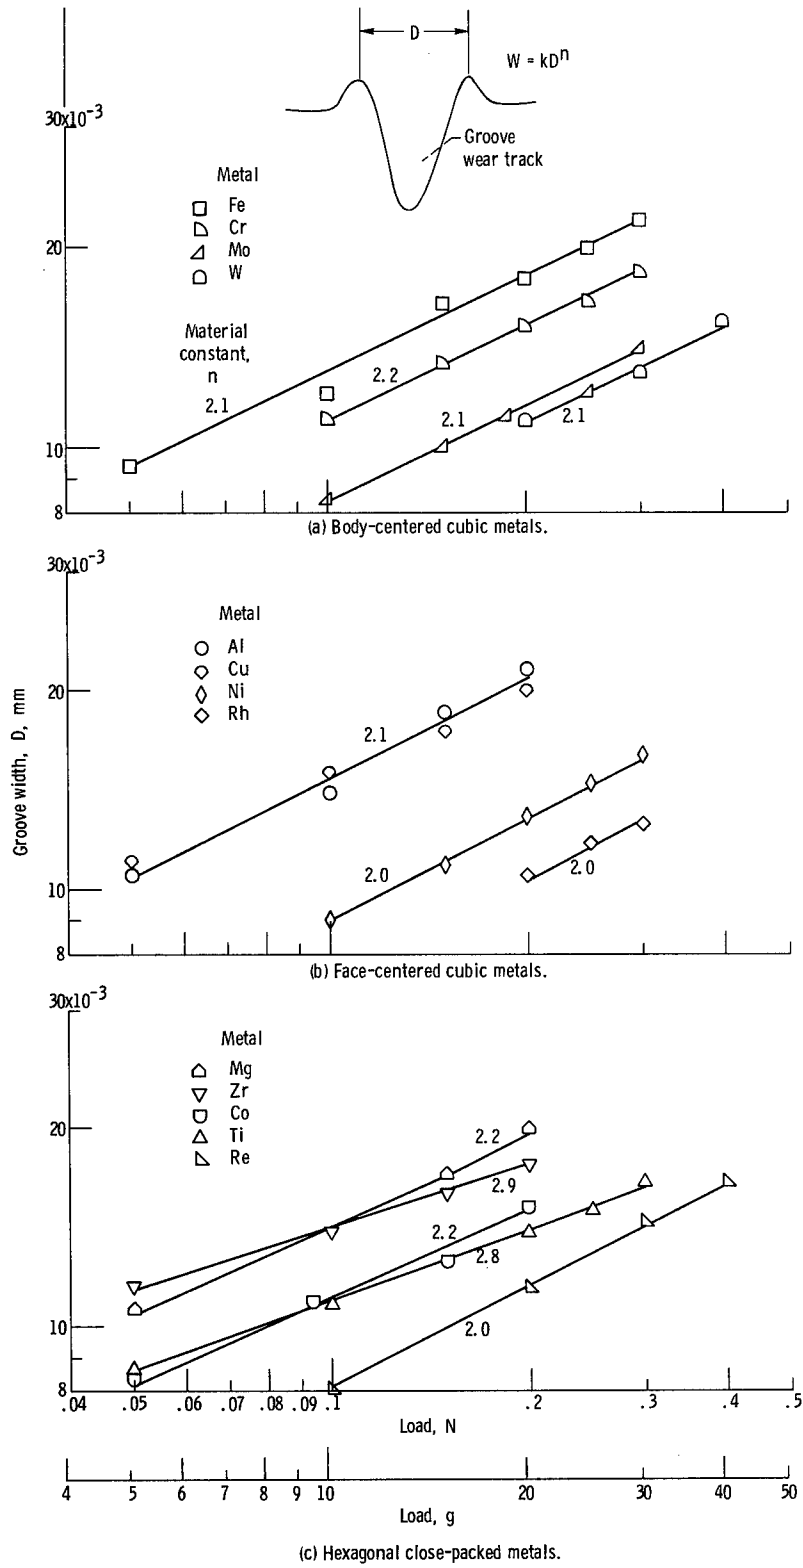 D
W = kDⁿ
30x10⁻³
Groove
wear track
Metal
Fe
Cr
Mo
W
20
Material
constant,
n
2.1
2.2
2.1
2.1
10
8
(a) Body-centered cubic metals.
30x10⁻³
Metal
Al
Cu
Ni
Rh
20
2.1
Groove width, D, mm
2.0
2.0
10
8
(b) Face-centered cubic metals.
30x10⁻³
Metal
Mg
Zr
Co
Ti
Re
20
2.2
2.9
2.2
2.8
2.0
10
8
.04 .05 .06 .07 .08 .09 .1 .2 .3 .4 .5
Load, N
4 5 6 7 8 9 10 20 30 40 50
Load, g
(c) Hexagonal close-packed metals.